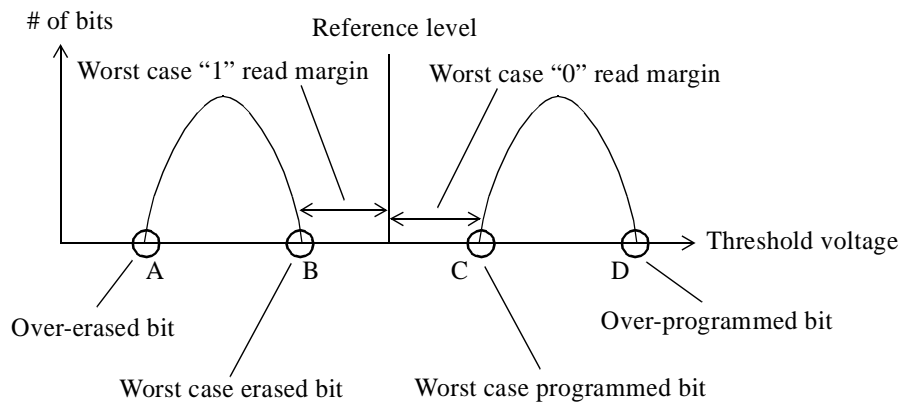 # of bits
Reference level
Worst case “1” read margin
Worst case “0” read margin
Threshold voltage
A
B
C
D
Over-erased bit
Over-programmed bit
Worst case erased bit
Worst case programmed bit